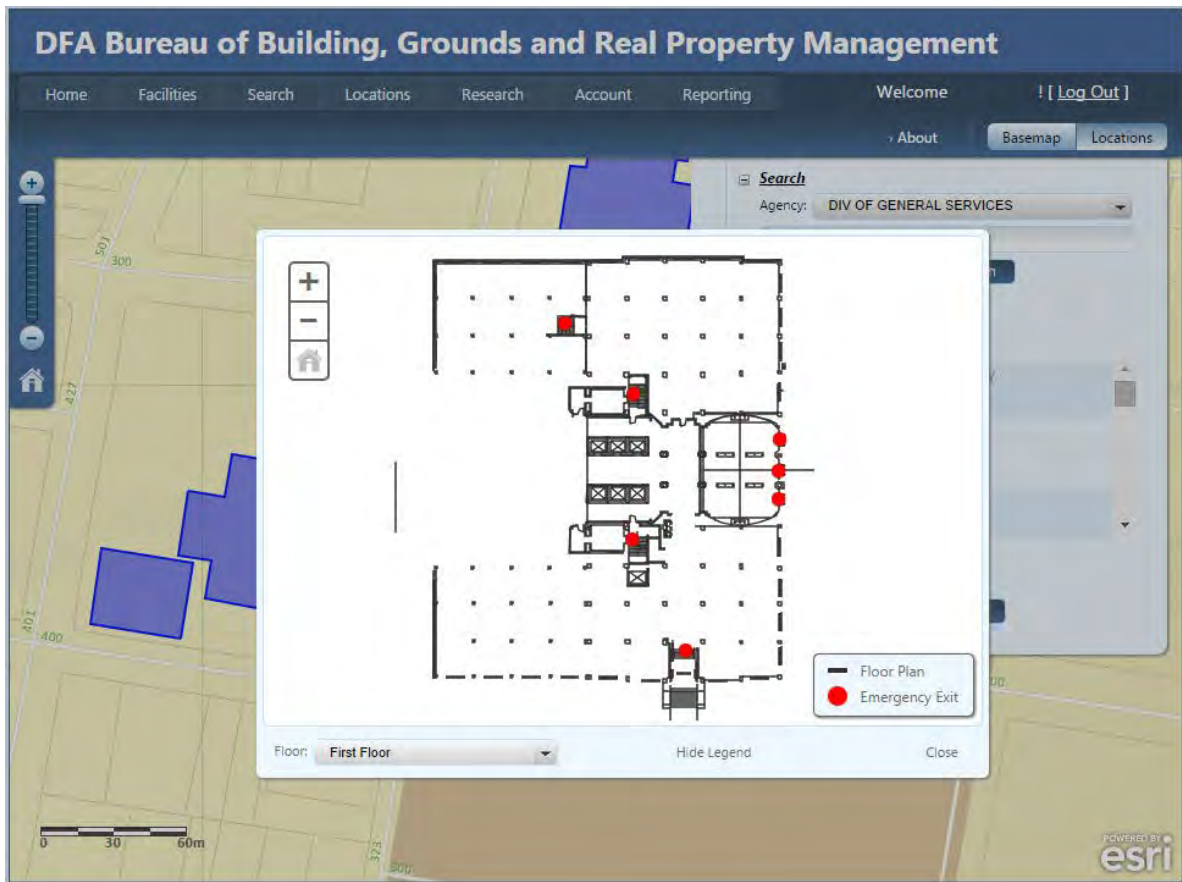 DFA Bureau of Building, Grounds and Real Property Management
Home Facilities Search Locations Research Account Reporting Welcome ! [ Log Out ]
› About Basemap Locations
Search
Agency: DIV OF GENERAL SERVICES
501
300
427
401
400
Floor Plan
Emergency Exit
Floor: First Floor Hide Legend Close
0 30 60m
323
500
POWERED BY
esri